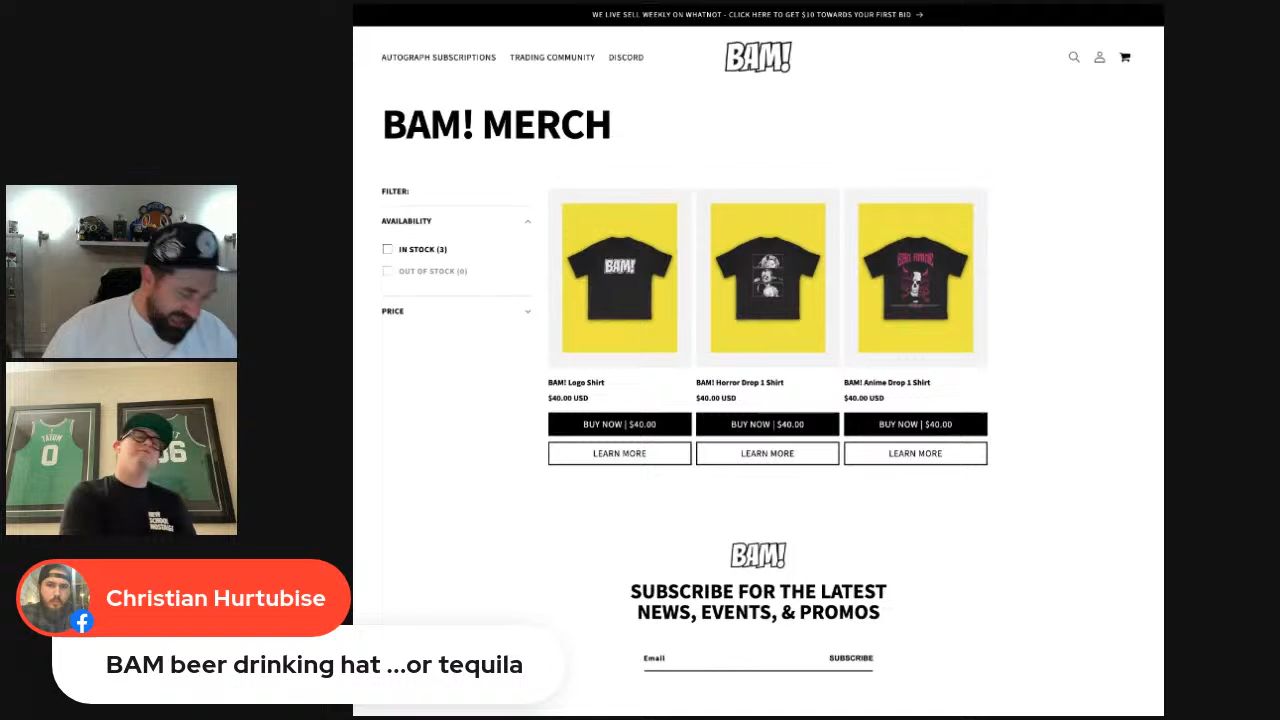 WE LIVE SELL WEEKLY ON WHATNOT - CLICK HERE TO GET $10 TOWARDS YOUR FIRST BID →
AUTOGRAPH SUBSCRIPTIONS TRADING COMMUNITY DISCORD
BAM!
BAM! MERCH
FILTER:
AVAILABILITY
IN STOCK (3)
OUT OF STOCK (0)
PRICE
BAM!
BAM! Logo Shirt
$40.00 USD
BUY NOW | $40.00
LEARN MORE
BAM! Horror Drop 1 Shirt
$40.00 USD
BUY NOW | $40.00
LEARN MORE
BAM! Anime Drop 1 Shirt
$40.00 USD
BUY NOW | $40.00
LEARN MORE
BAM!
SUBSCRIBE FOR THE LATEST
NEWS, EVENTS, & PROMOS
Email SUBSCRIBE
TATUM
0
6
NEW
SCHOOL
NOSTALGIA
Christian Hurtubise
BAM beer drinking hat ...or tequila